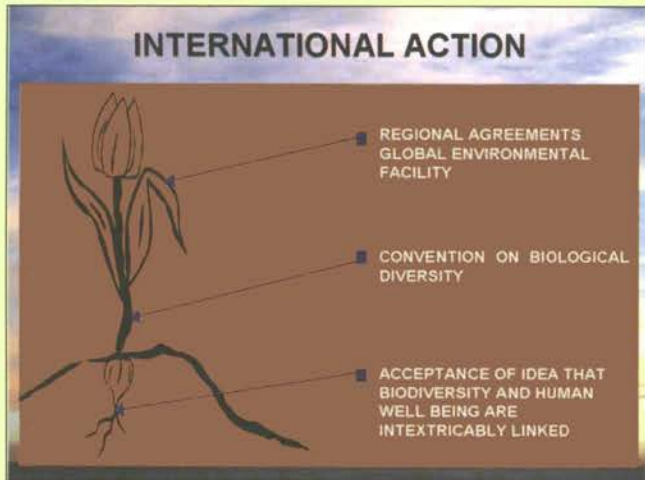 INTERNATIONAL ACTION
REGIONAL AGREEMENTS
GLOBAL ENVIRONMENTAL
FACILITY
CONVENTION ON BIOLOGICAL
DIVERSITY
ACCEPTANCE OF IDEA THAT
BIODIVERSITY AND HUMAN
WELL BEING ARE
INTEXTRICABLY LINKED